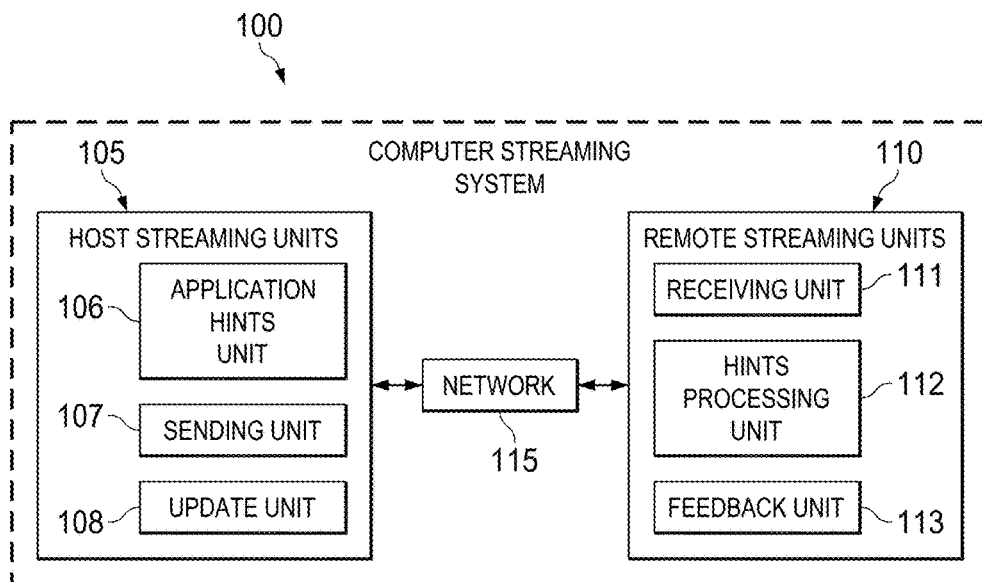 100
COMPUTER STREAMING
SYSTEM
105
110
HOST STREAMING UNITS
106
APPLICATION
HINTS
UNIT
107
SENDING UNIT
108
UPDATE UNIT
NETWORK
115
REMOTE STREAMING UNITS
RECEIVING UNIT
111
HINTS
PROCESSING
UNIT
112
FEEDBACK UNIT
113